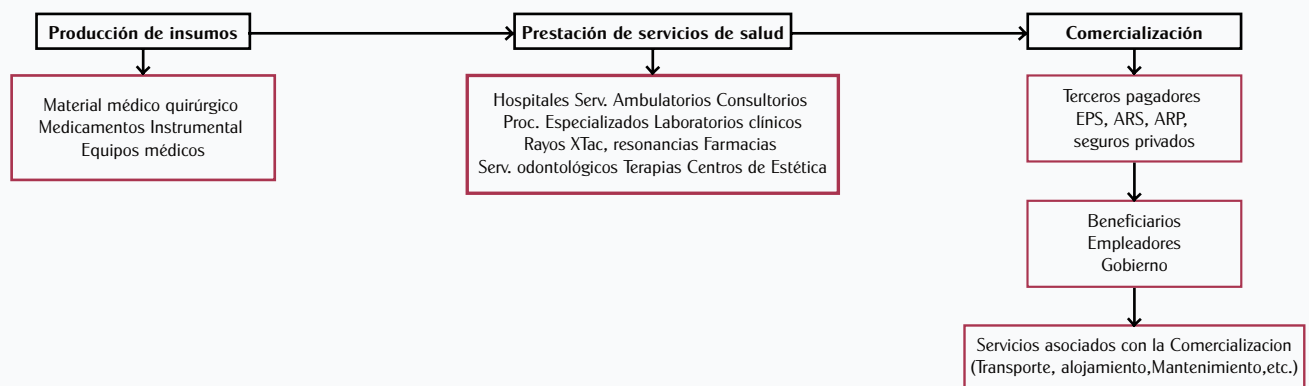 Producción de insumos
Prestación de servicios de salud
Comercialización
Material médico quirúrgico
Medicamentos Instrumental
Equipos médicos
Hospitales Serv. Ambulatorios Consultorios
Proc. Especializados Laboratorios clínicos
Rayos XTac, resonancias Farmacias
Serv. odontológicos Terapias Centros de Estética
Terceros pagadores
EPS, ARS, ARP,
seguros privados
Beneficiarios
Empleadores
Gobierno
Servicios asociados con la Comercializacion
(Transporte, alojamiento,Mantenimiento,etc.)